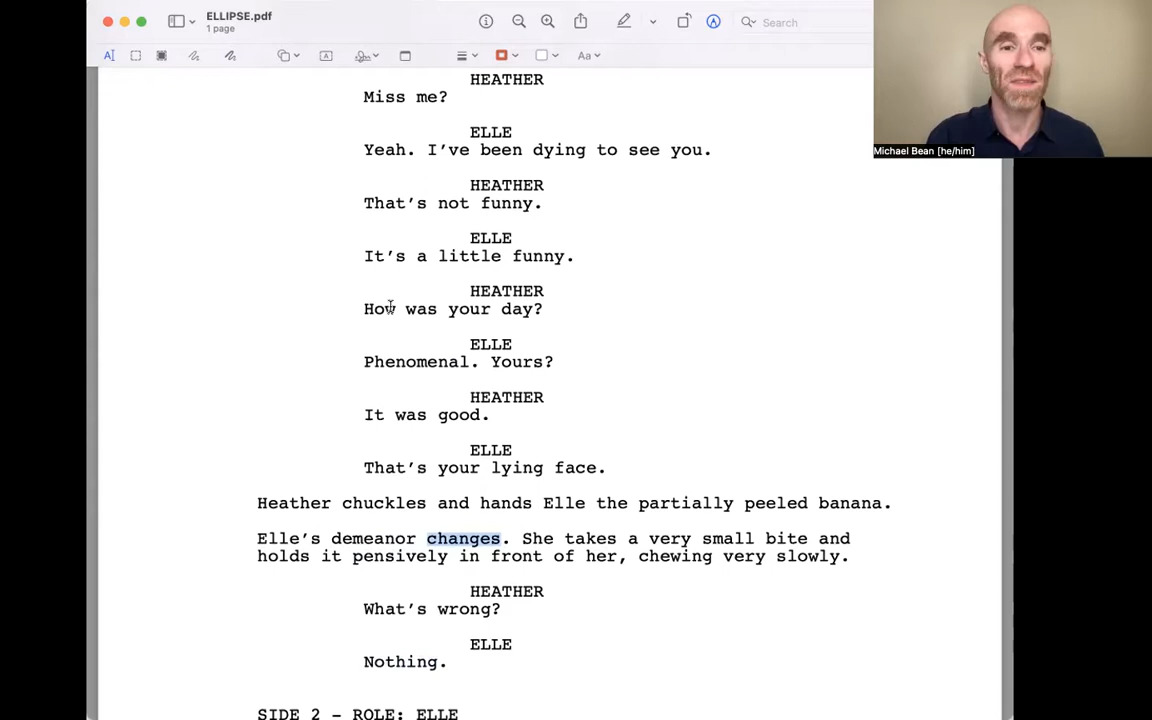 ELLIPSE.pdf
1 page
Search
A
A
Aa
HEATHER
Miss me?
ELLE
Yeah. I've been dying to see you.
HEATHER
That's not funny.
ELLE
It's a little funny.
HEATHER
How was your day?
ELLE
Phenomenal. Yours?
HEATHER
It was good.
ELLE
That's your lying face.
Heather chuckles and hands Elle the partially peeled banana.
Elle's demeanor changes. She takes a very small bite and
holds it pensively in front of her, chewing very slowly.
HEATHER
What's wrong?
ELLE
Nothing.
SIDE 2 - ROLE: ELLE
Michael Bean [he/him]